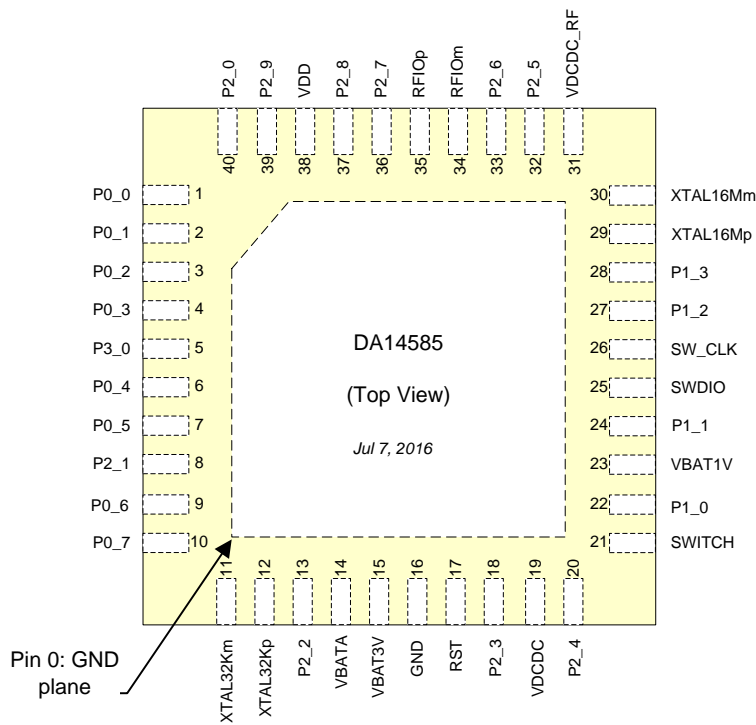 P2_0
P2_9
VDD
P2_8
P2_7
RFIOp
RFIOm
P2_6
P2_5
VDCDC_RF
40
39
38
37
36
35
34
33
32
31
P0_0 1
P0_1 2
P0_2 3
P0_3 4
P3_0 5
P0_4 6
P0_5 7
P2_1 8
P0_6 9
P0_7 10
DA14585
(Top View)
Jul 7, 2016
30 XTAL16Mm
29 XTAL16Mp
28 P1_3
27 P1_2
26 SW_CLK
25 SWDIO
24 P1_1
23 VBAT1V
22 P1_0
21 SWITCH
11
12
13
14
15
16
17
18
19
20
XTAL32Km
XTAL32Kp
P2_2
VBATA
VBAT3V
GND
RST
P2_3
VDCDC
P2_4
Pin 0: GND
plane